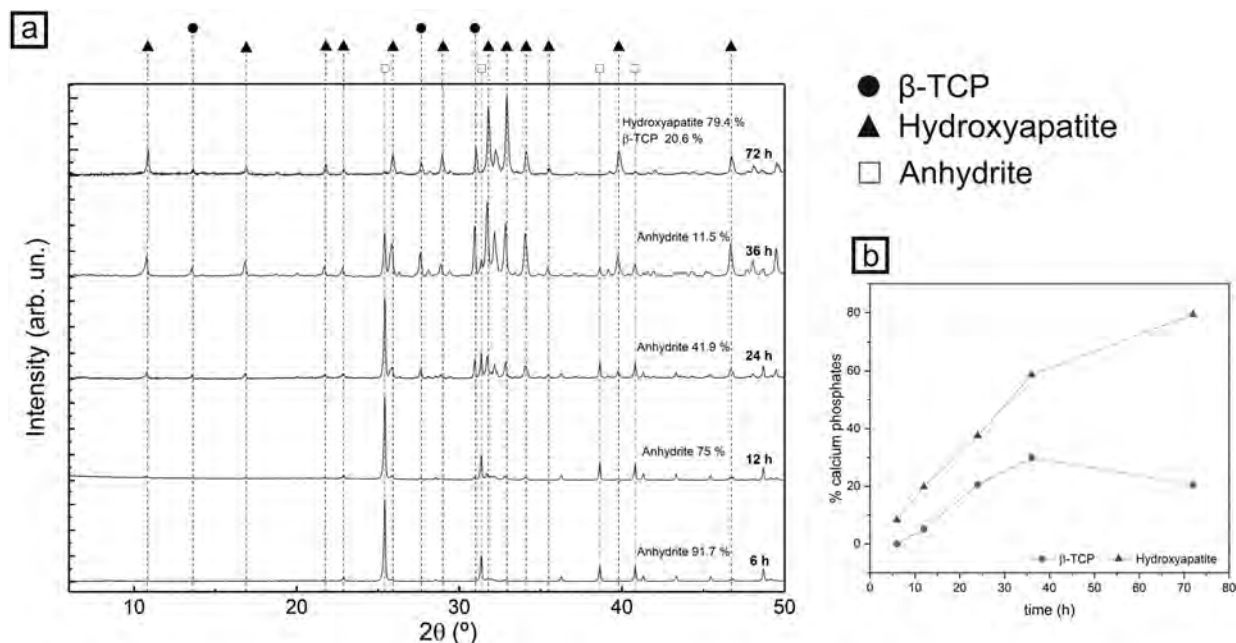 a
Hydroxyapatite 79.4 %
β-TCP 20.6 %
72 h
Anhydrite 11.5 %
36 h
Anhydrite 41.9 %
24 h
Anhydrite 75 %
12 h
Anhydrite 91.7 %
6 h
Intensity (arb. un.)
10 20 30 40 50
2θ (º)
β-TCP
Hydroxyapatite
Anhydrite
b
80
60
40
20
0
% calcium phosphates
β-TCP Hydroxyapatite
0 10 20 30 40 50 60 70 80
time (h)